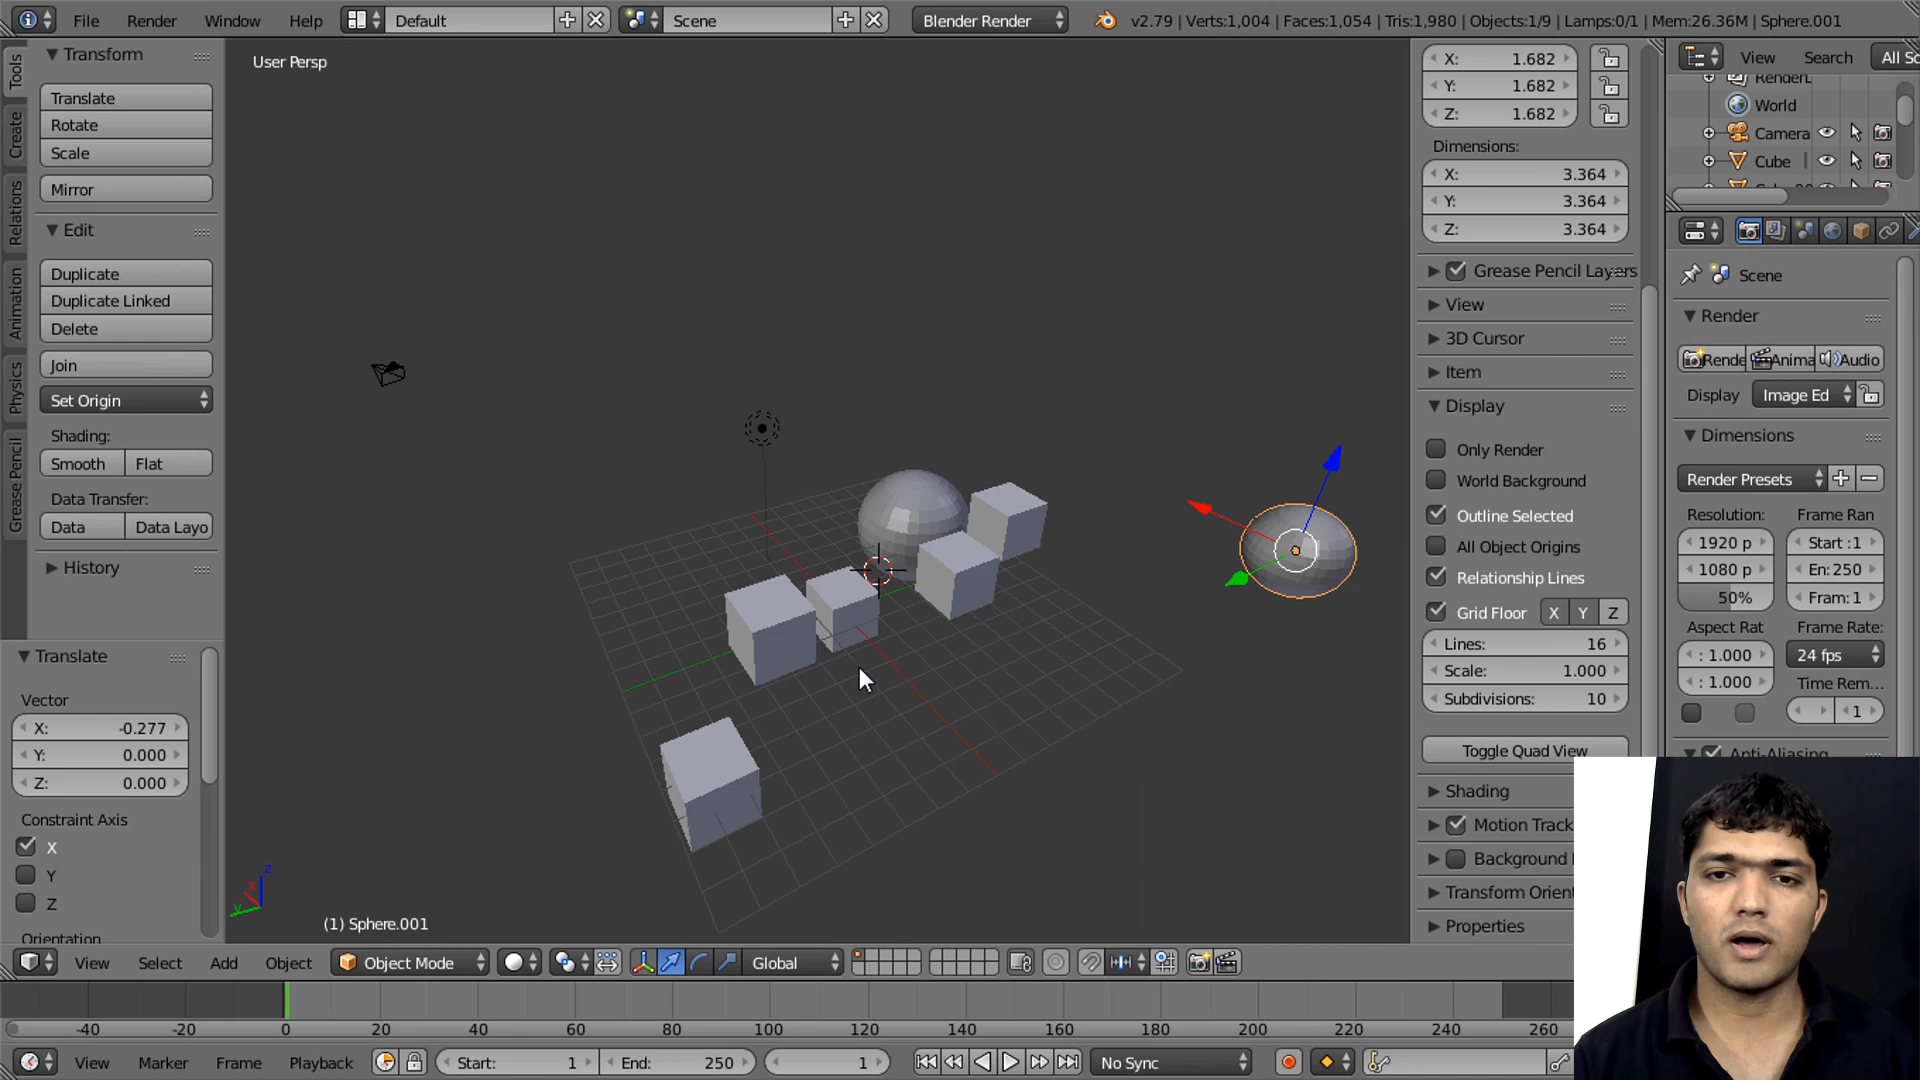 File Render Window Help Default Scene Blender Render v2.79 | Verts:1,004 | Faces:1,054 | Tris:1,980 | Objects:1/9 | Lamps:0/1 | Mem:26.36M | Sphere.001
Tools
Create
Relations
Animation
Physics
Grease Pencil
Transform
Translate
Rotate
Scale
Mirror
Edit
Duplicate
Duplicate Linked
Delete
Join
Set Origin
Shading:
Smooth Flat
Data Transfer:
Data Data Layo
History
Translate
Vector
X: -0.277
Y: 0.000
Z: 0.000
Constraint Axis
X
Y
Z
Orientation
User Persp
(1) Sphere.001
X: 1.682
Y: 1.682
Z: 1.682
Dimensions:
X: 3.364
Y: 3.364
Z: 3.364
Grease Pencil Layers
View
3D Cursor
Item
Display
Only Render
World Background
Outline Selected
All Object Origins
Relationship Lines
Grid Floor X Y Z
Lines: 16
Scale: 1.000
Subdivisions: 10
Toggle Quad View
Shading
Motion Track
Background
Transform Orient
Properties
View Search All Sc
RenderL
World
Camera
Cube
Scene
Render
Rende Anima Audio
Display Image Ed
Dimensions
Render Presets
Resolution: Frame Ran
1920 p Start :1
1080 p En: 250
50% Fram: 1
Aspect Rat Frame Rate:
: 1.000 24 fps
: 1.000 Time Rem...
1
Anti-Aliasing
View Select Add Object Object Mode Global
-40 -20 0 20 40 60 80 100 120 140 160 180 200 220 240 260
View Marker Frame Playback Start: 1 End: 250 1 No Sync